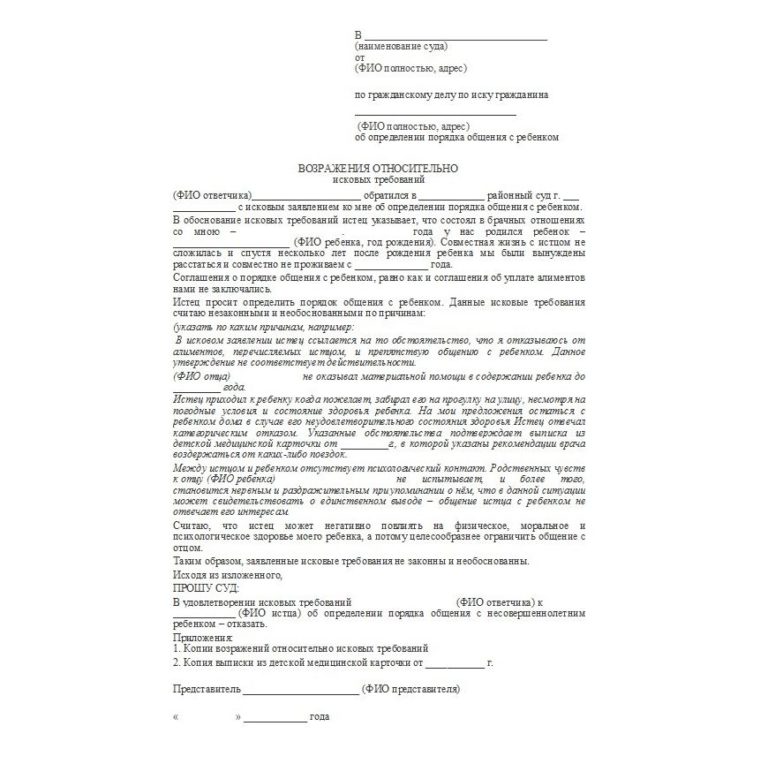 В ___________________________________
(наименование суда)
от
(ФИО полностью, адрес)
по гражданскому делу по иску гражданина
_______________________________
(ФИО полностью, адрес)
об определении порядка общения с ребенком
ВОЗРАЖЕНИЯ ОТНОСИТЕЛЬНО
исковых требований
(ФИО ответчика)_____________________ обратился в _____________ районный суд г. ___
____________ с исковым заявлением ко мне об определении порядка общения с ребенком.
В обоснование исковых требований истец указывает, что состоял в брачных отношениях
со мною – . года у нас родился ребенок –
______________________ (ФИО ребенка, год рождения). Совместная жизнь с истцом не
сложилась и спустя несколько лет после рождения ребенка мы были вынуждены
расстаться и совместно не проживаем с ______________ года.
Соглашения о порядке общения с ребенком, равно как и соглашения об уплате алиментов
нами не заключались.
Истец просит определить порядок общения с ребенком. Данные исковые требования
считаю незаконными и необоснованными по причинам:
(указать по каким причинам, например:
В исковом заявлении истец ссылается на то обстоятельство, что я отказываюсь от
алиментов, перечисляемых истцом, и препятствую общению с ребенком. Данное
утверждение не соответствует действительности.
(ФИО отца) не оказывал материальной помощи в содержании ребенка до
_________ года.
Истец приходил к ребенку когда пожелает, забирал его на прогулку на улицу, несмотря на
погодные условия и состояние здоровья ребенка. На мои предложения остаться с
ребенком дома в случае его неудовлетворительного состояния здоровья Истец отвечал
категорическим отказом. Указанные обстоятельства подтверждает выписка из
детской медицинской карточки от _________г., в которой указаны рекомендации врача
воздержаться от каких-либо поездок.
Между истцом и ребенком отсутствует психологический контакт. Родственных чувств
к отцу (ФИО ребенка) не испытывает, и более того,
становится нервным и раздражительным при упоминании о нём, что в данной ситуации
может свидетельствовать о единственном выводе – общение истца с ребенком не
отвечает его интересам.
Считаю, что истец может негативно повлиять на физическое, моральное и
психологическое здоровье моего ребенка, а потому целесообразнее ограничить общение с
отцом.
Таким образом, заявленные исковые требования не законны и необоснованны.
Исходя из изложенного,
ПРОШУ СУД:
В удовлетворении исковых требований (ФИО ответчика) к
____________ (ФИО истца) об определении порядка общения с несовершеннолетним
ребенком – отказать.
Приложения:
1. Копии возражений относительно исковых требований
2. Копия выписки из детской медицинской карточки от ___________ г.
Представитель ______________________ (ФИО представителя)
« » ____________ года